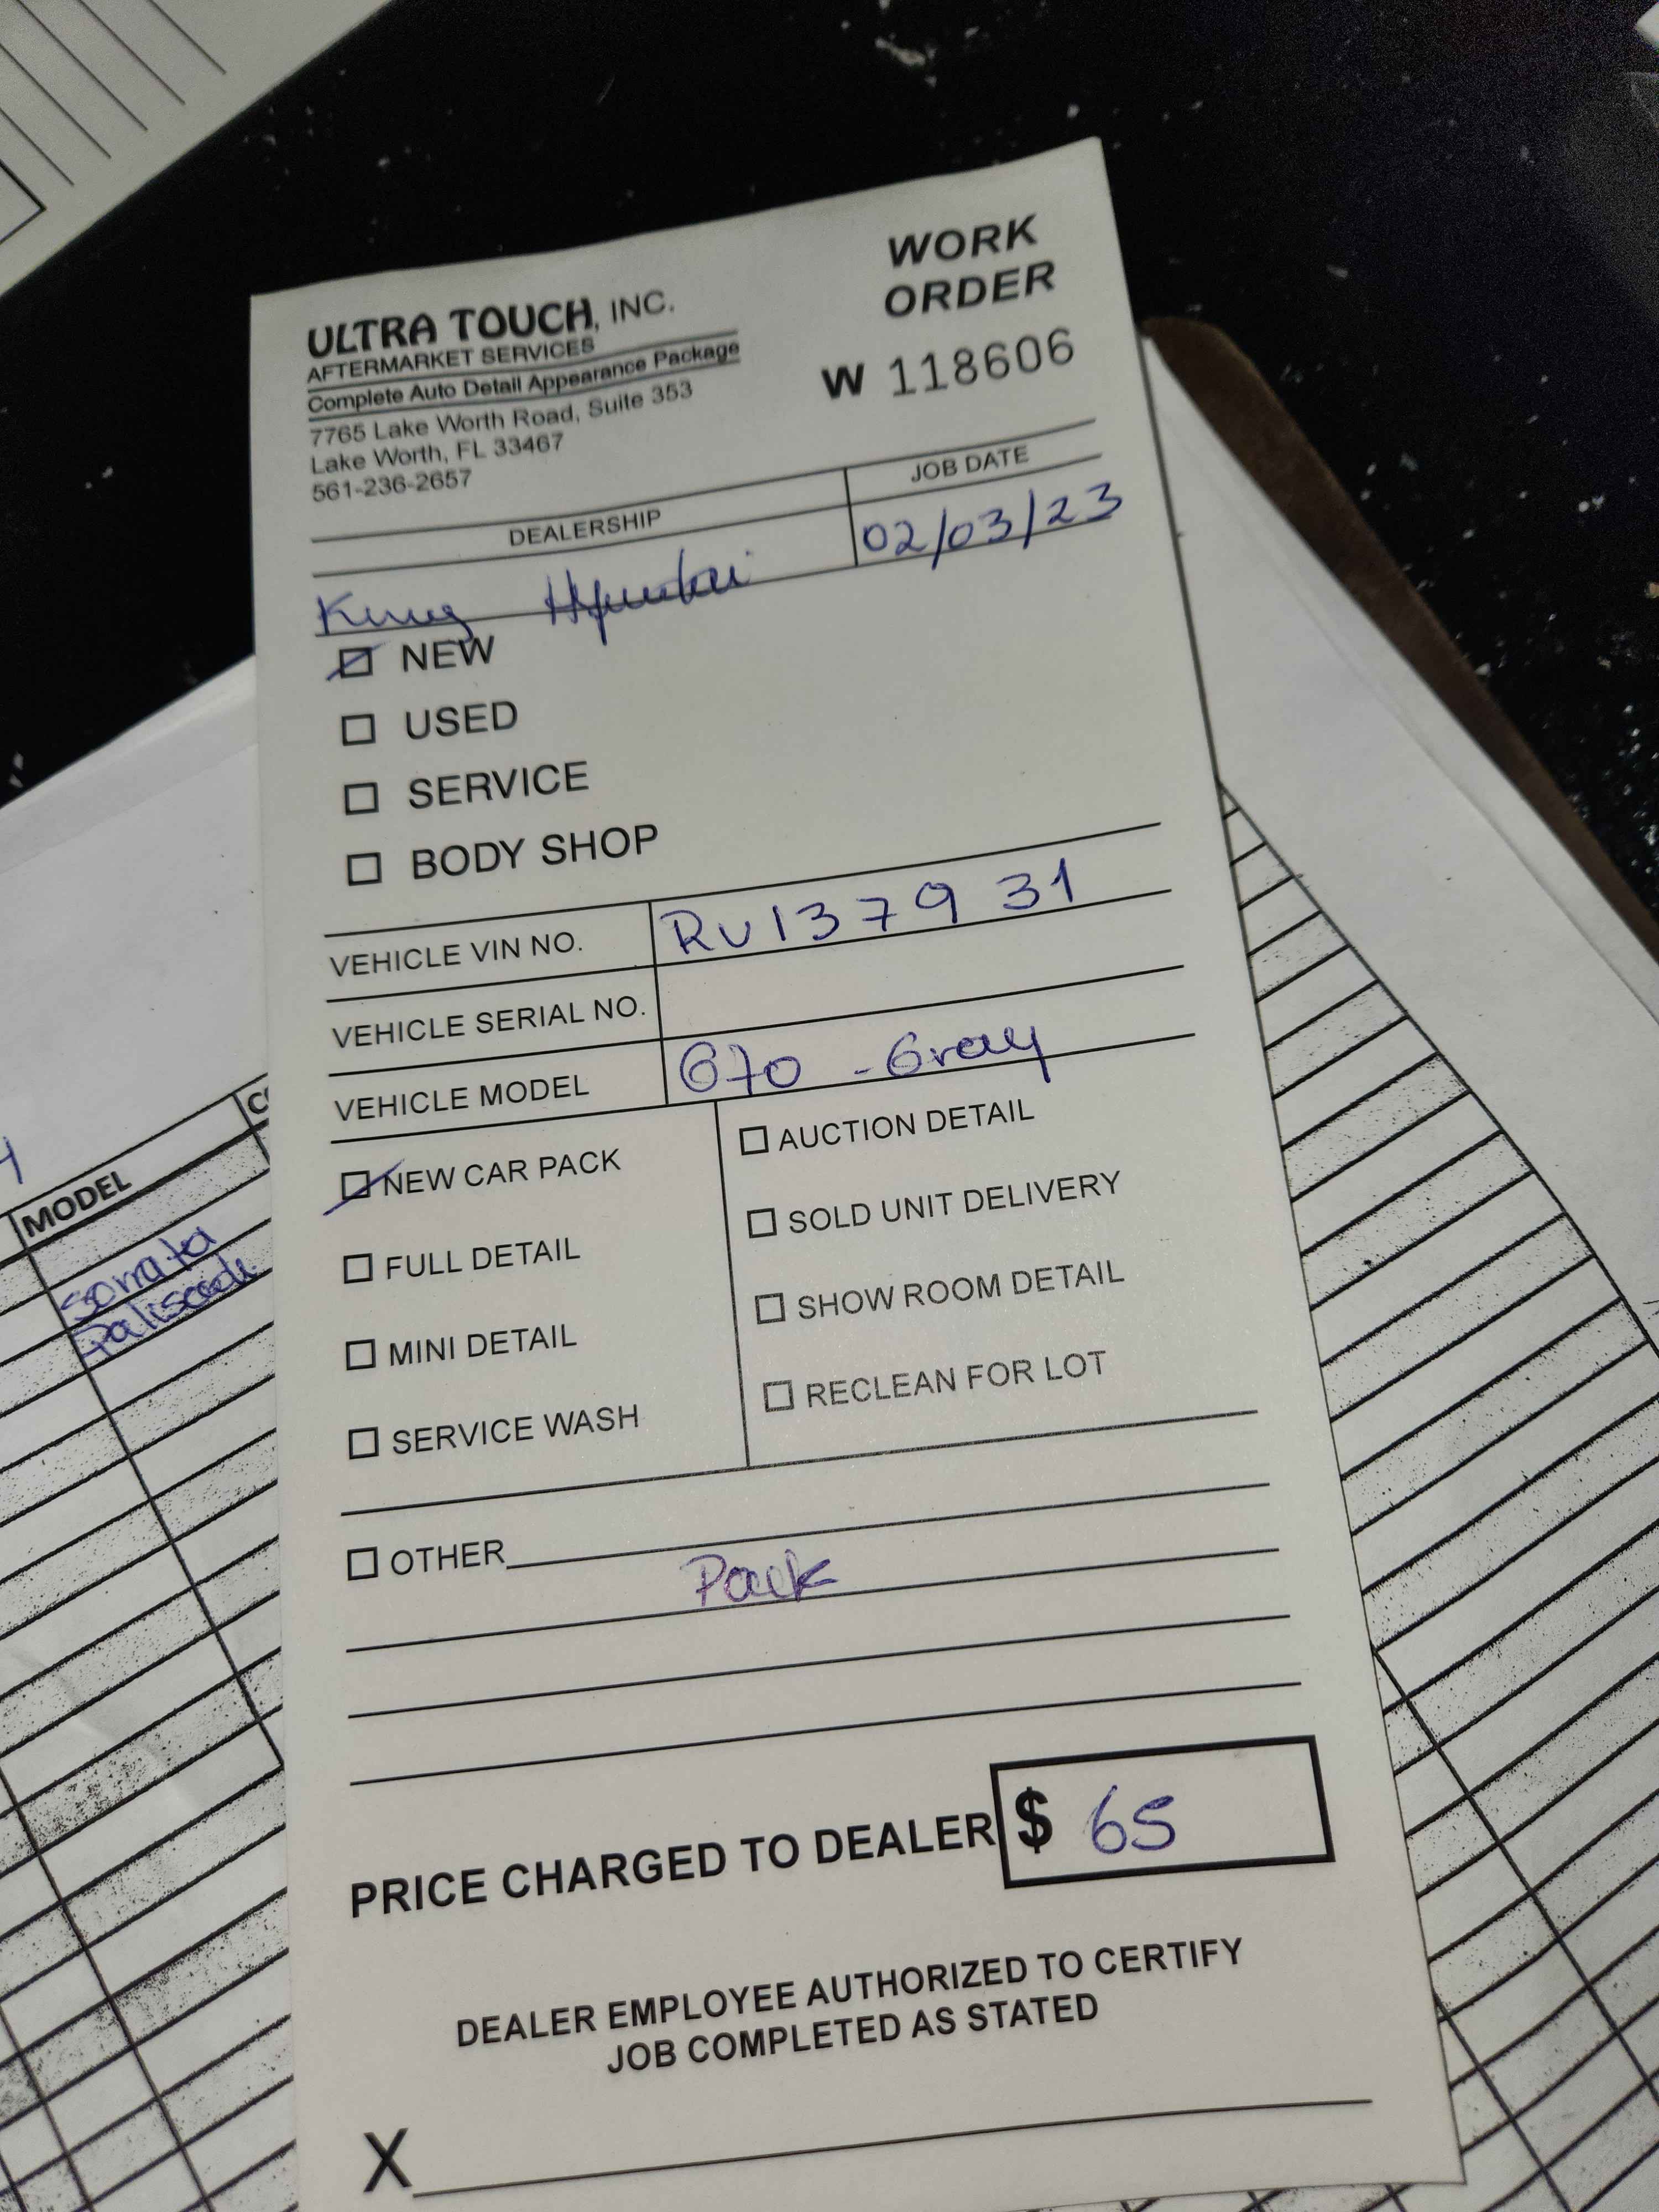 ULTRA TOUCH, INC.
AFTERMARKET SERVICES
Complete Auto Detail Appearance Package
7765 Lake Worth Road, Suite 353
Lake Worth, FL 33467
561-236-2657
WORK
ORDER
W 118606
DEALERSHIP
JOB DATE
King Hyundai
02/03/23
NEW
USED
SERVICE
BODY SHOP
VEHICLE VIN NO. RU137931
VEHICLE SERIAL NO.
VEHICLE MODEL G70 - Gray
NEW CAR PACK
FULL DETAIL
MINI DETAIL
SERVICE WASH
AUCTION DETAIL
SOLD UNIT DELIVERY
SHOW ROOM DETAIL
RECLEAN FOR LOT
OTHER
Pack
PRICE CHARGED TO DEALER $ 65
DEALER EMPLOYEE AUTHORIZED TO CERTIFY
JOB COMPLETED AS STATED
X
MODEL
Sonata
Palisade